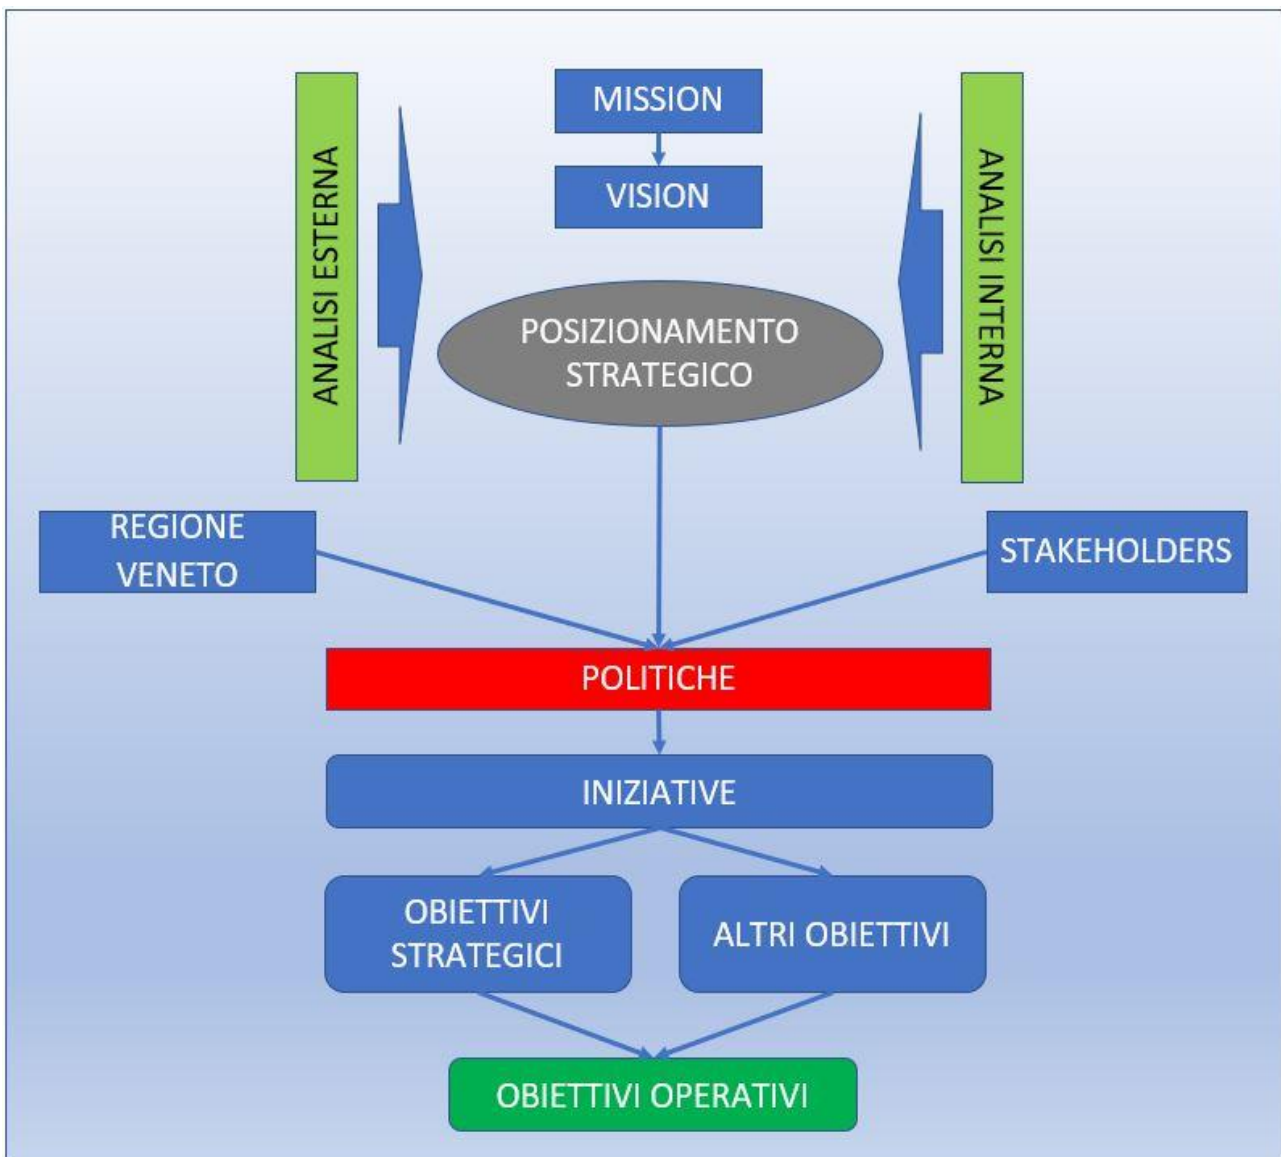 MISSION
VISION
ANALISI ESTERNA
ANALISI INTERNA
POSIZIONAMENTO
STRATEGICO
REGIONE
VENETO
STAKEHOLDERS
POLITICHE
INIZIATIVE
OBIETTIVI
STRATEGICI
ALTRI OBIETTIVI
OBIETTIVI OPERATIVI